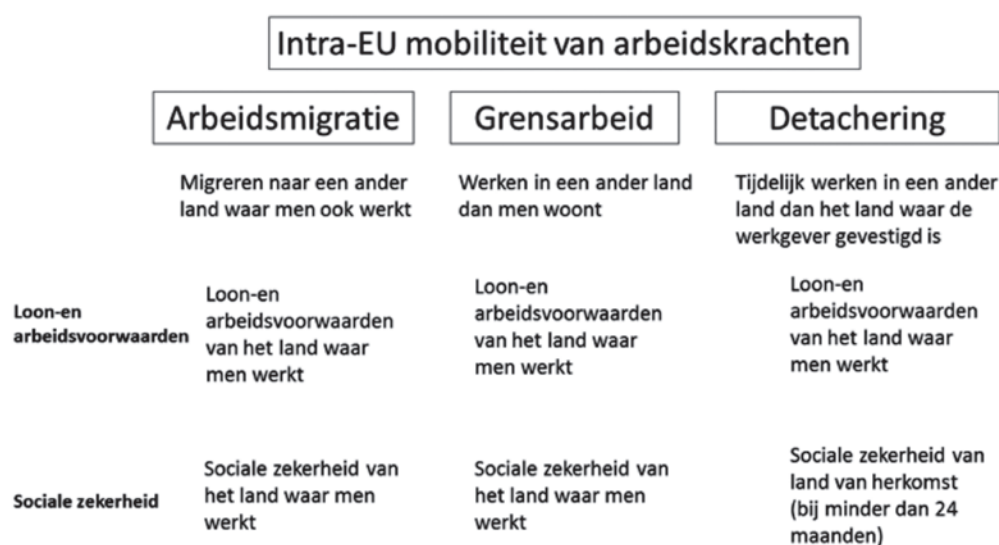 Intra-EU mobiliteit van arbeidskrachten
Arbeidsmigratie
Grensarbeid
Detachering
Migreren naar een ander
land waar men ook werkt
Werken in een ander land
dan men woont
Tijdelijk werken in een ander
land dan het land waar de
werkgever gevestigd is
Loon-en
arbeidsvoorwaarden
Loon-en
arbeidsvoorwaarden
van het land waar
men werkt
Loon-en
arbeidsvoorwaarden
van het land waar
men werkt
Loon-en
arbeidsvoorwaarden
van het land waar
men werkt
Sociale zekerheid
Sociale zekerheid van
het land waar men
werkt
Sociale zekerheid van
het land waar men
werkt
Sociale zekerheid van
land van herkomst
(bij minder dan 24
maanden)